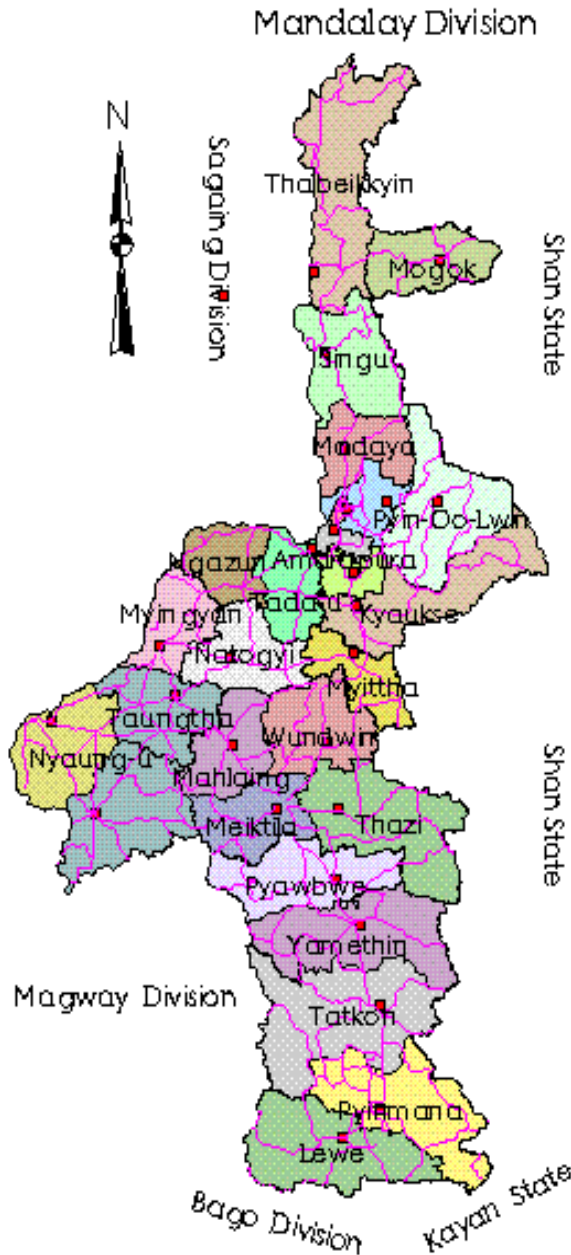 Mandalay Division
N
Sagaing Division
Thabeikkyin
Mogok
Shan State
Singu
Madaya
Pyin-Oo-Lwin
Ngazun
Amarapura
Tada-U
Kyaukse
Myingyan
Natogyi
Myittha
Taungtha
Wundwin
Nyaung-U
Mahlaing
Shan State
Meiktila
Thazi
Pyawbwe
Yamethin
Magway Division
Tatkon
Pyinmana
Lewe
Bago Division
Kayan State